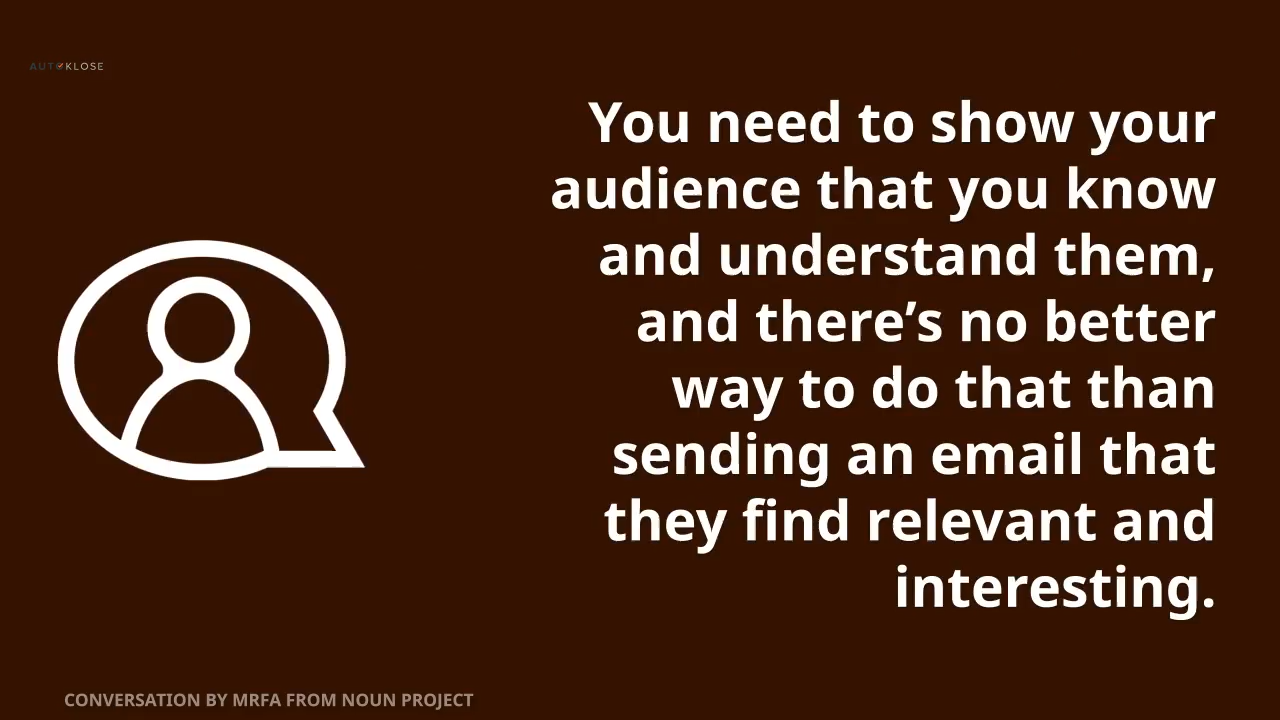 AUTOKLOSE
You need to show your
audience that you know
and understand them,
and there’s no better
way to do that than
sending an email that
they find relevant and
interesting.
CONVERSATION BY MRFA FROM NOUN PROJECT